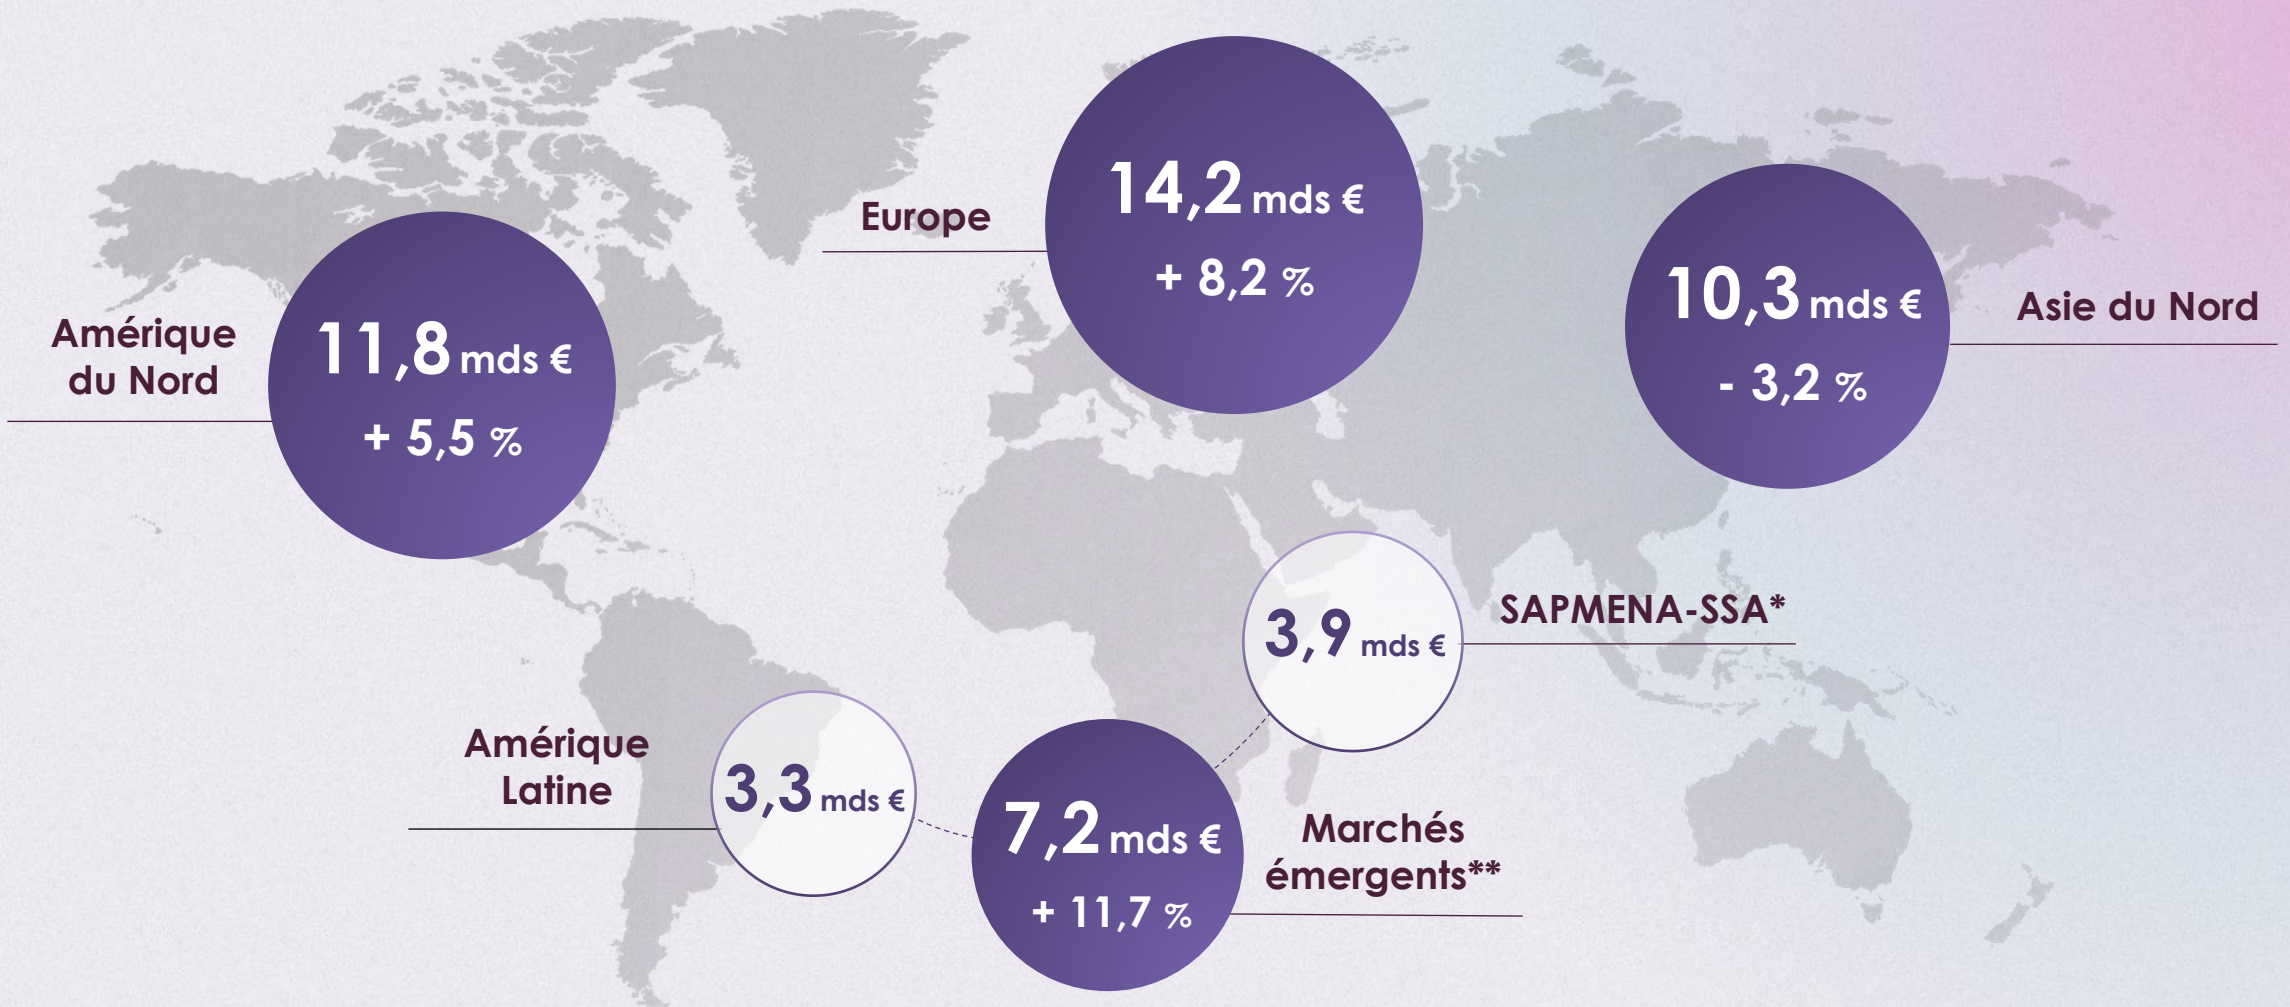 Amérique
du Nord
11,8 mds €
+ 5,5 %
Europe
14,2 mds €
+ 8,2 %
10,3 mds €
- 3,2 %
Asie du Nord
3,9 mds €
SAPMENA-SSA*
Amérique
Latine
3,3 mds €
7,2 mds €
+ 11,7 %
Marchés
émergents**